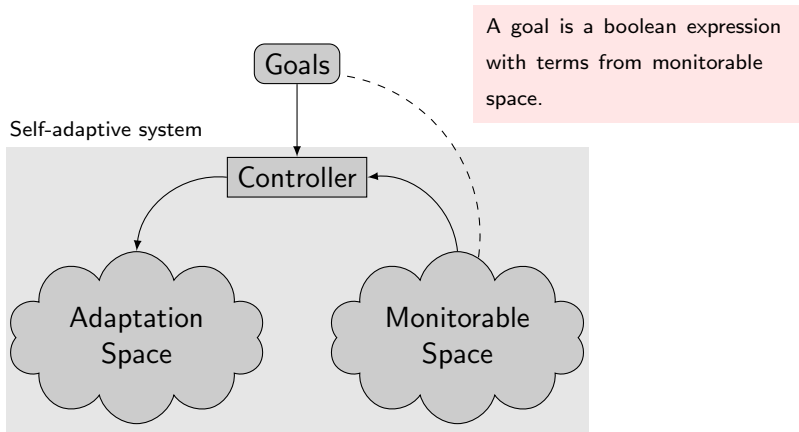 A goal is a boolean expression
with terms from monitorable
space.
Goals
Self-adaptive system
Controller
Adaptation
Space
Monitorable
Space